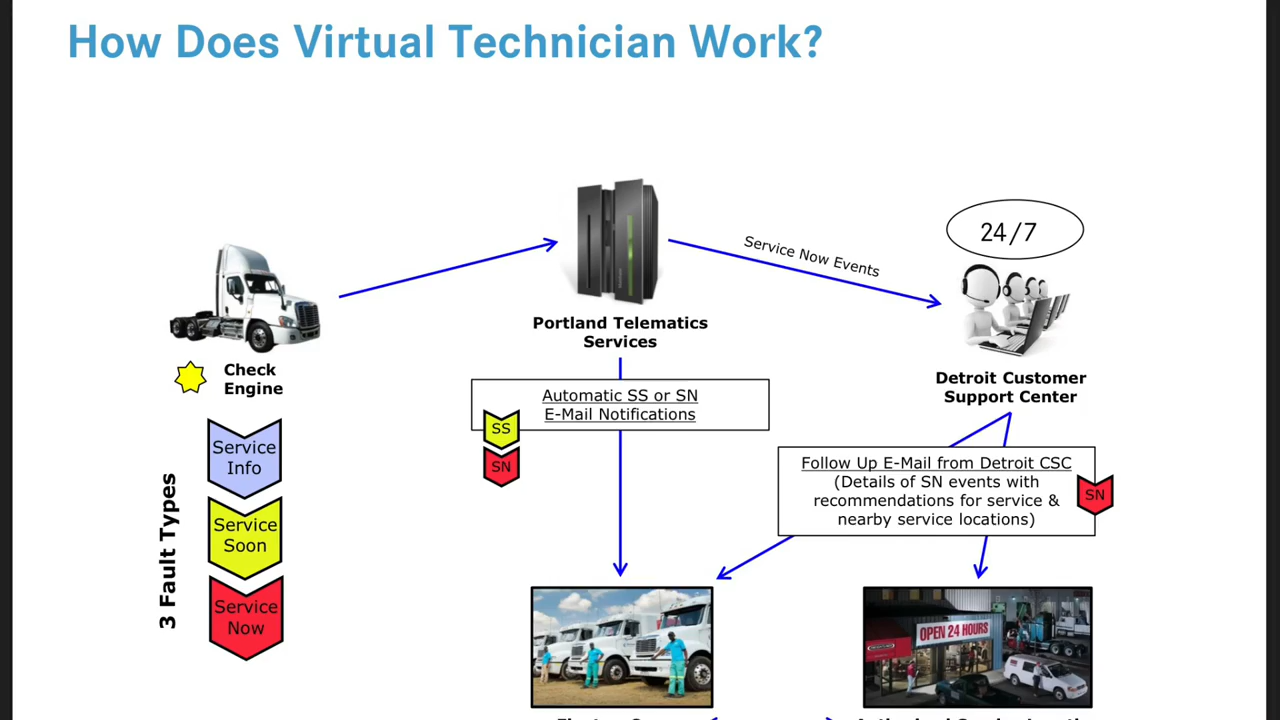 How Does Virtual Technician Work?
24/7
Service Now Events
Portland Telematics
Services
Check
Engine
Detroit Customer
Support Center
Automatic SS or SN
E-Mail Notifications
SS
SN
Service
Info
Service
Soon
Service
Now
3 Fault Types
Follow Up E-Mail from Detroit CSC
(Details of SN events with
recommendations for service &
nearby service locations)
SN
OPEN 24 HOURS